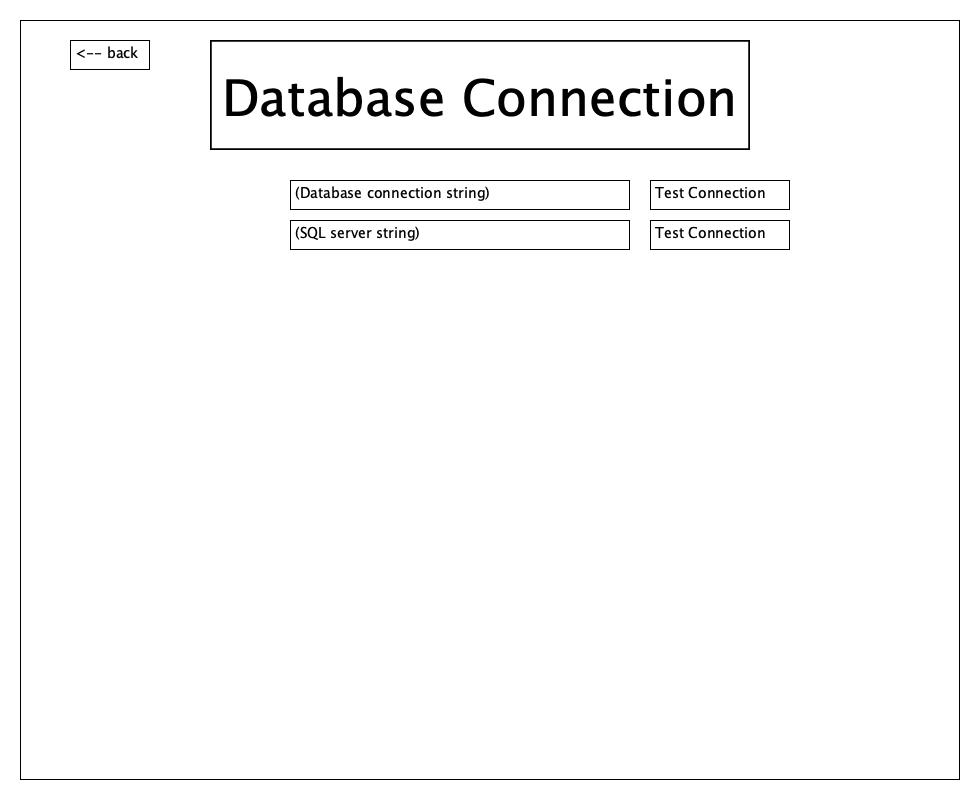 <-- back
Database Connection
(Database connection string)
Test Connection
(SQL server string)
Test Connection